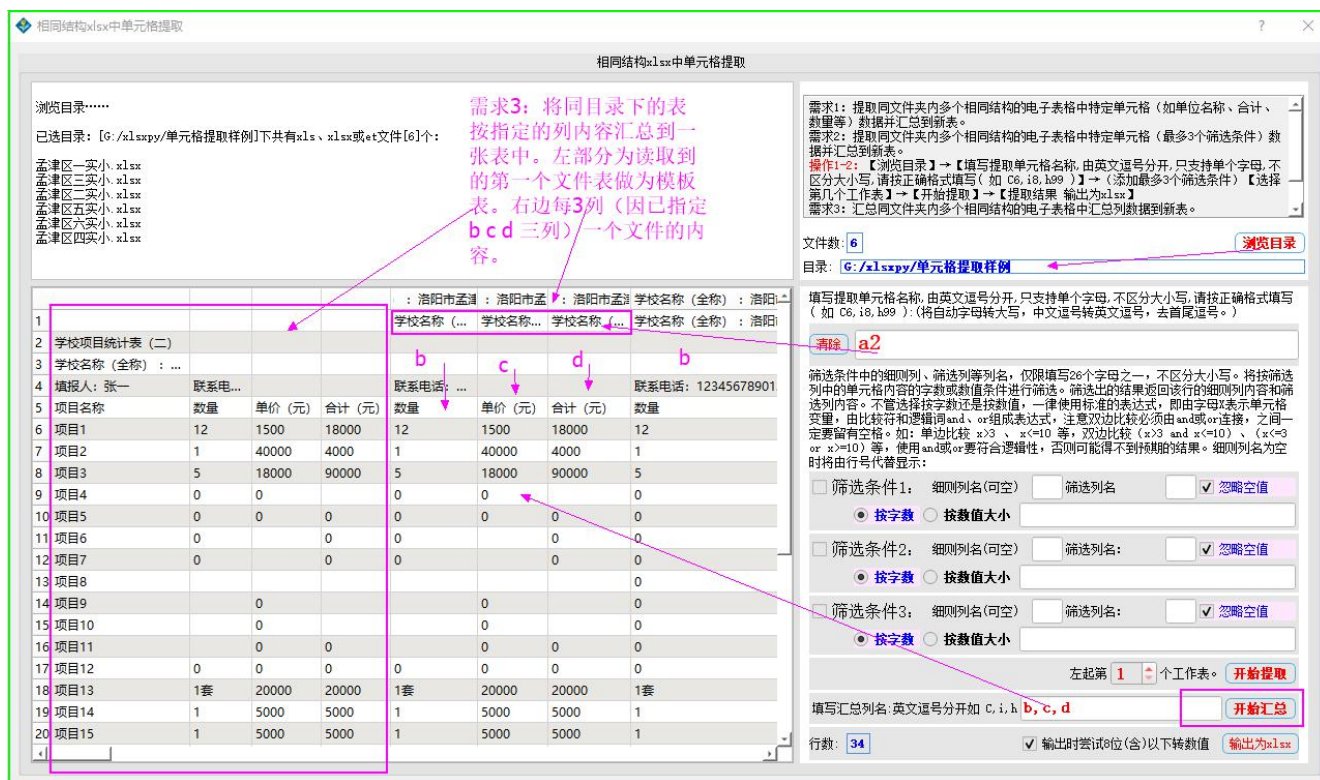 相同结构xlsx中单元格提取
? ×
相同结构xlsx中单元格提取
浏览目录……
已选目录：[G:/xlsxpy/单元格提取样例]下共有xls、xlsx或et文件[6]个：
孟津区一实小.xlsx
孟津区三实小.xlsx
孟津区二实小.xlsx
孟津区五实小.xlsx
孟津区六实小.xlsx
孟津区四实小.xlsx
需求3：将同目录下的表
按指定的列内容汇总到一
张表中。左部分为读取到
的第一个文件表做为模板
表。右边每3列（因已指定
b c d 三列）一个文件的内
容。
需求1：提取同文件夹内多个相同结构的电子表格中特定单元格（如单位名称、合计、
数量等）数据并汇总到新表。
需求2：提取同文件夹内多个相同结构的电子表格中特定单元格（最多3个筛选条件）数
据并汇总到新表。
操作1-2：【浏览目录】→【填写提取单元格名称,由英文逗号分开,只支持单个字母,不
区分大小写,请按正确格式填写( 如 C6,i8,h99 )】→（添加最多3个筛选条件）【选择
第几个工作表】→【开始提取】→【提取结果 输出为xlsx】
需求3：汇总同文件夹内多个相同结构的电子表格中汇总列数据到新表。
文件数: 6 浏览目录
目录: G:/xlsxpy/单元格提取样例
：洛阳市孟津 ：洛阳市孟 ：洛阳市孟津 学校名称（全称）：洛阳
1 学校名称（... 学校名称... 学校名称（... 学校名称（全称）：洛阳
2 学校项目统计表（二）
3 学校名称（全称）：...
b c d b
4 填报人：张一 联系电... 联系电话：... 联系电话：12345678901
5 项目名称 数量 单价（元） 合计（元） 数量 单价（元） 合计（元） 数量
6 项目1 12 1500 18000 12 1500 18000 12
7 项目2 1 40000 4000 1 40000 4000 1
8 项目3 5 18000 90000 5 18000 90000 5
9 项目4 0 0 0 0 0
10 项目5 0 0 0 0 0 0 0
11 项目6 0 0 0 0 0
12 项目7 0 0 0 0 0
13 项目8 0
14 项目9 0 0 0
15 项目10 0 0 0
16 项目11 0 0 0 0 0
17 项目12 0 0 0 0 0 0 0
18 项目13 1套 20000 20000 1套 20000 20000 1套
19 项目14 1 5000 5000 1 5000 5000 1
20 项目15 1 5000 5000 1 5000 5000 1
填写提取单元格名称,由英文逗号分开,只支持单个字母,不区分大小写,请按正确格式填写
( 如 C6,i8,h99 ):(将自动字母转大写，中文逗号转英文逗号，去首尾逗号。)
清除 a2
筛选条件中的细则列、筛选列等列名，仅限填写26个字母之一，不区分大小写。将按筛选
列中的单元格内容的字数或数值条件进行筛选。筛选出的结果返回该行的细则列内容和筛
选列内容。不管选择按字数还是按数值，一律使用标准的表达式，即由字母X表示单元格
变量，由比较符和逻辑词and、or组成表达式，注意双边比较必须由and或or连接，之间一
定要留有空格。如：单边比较 x>3 、 x<=10 等，双边比较（x>3 and x<=10）、（x<=3
or x>=10）等，使用and或or要符合逻辑性，否则可能得不到预期的结果。细则列名为空
时将由行号代替显示：
筛选条件1： 细则列名(可空) 筛选列名 忽略空值
按字数 按数值大小
筛选条件2： 细则列名(可空) 筛选列名： 忽略空值
按字数 按数值大小
筛选条件3： 细则列名(可空) 筛选列名： 忽略空值
按字数 按数值大小
左起第 1 个工作表。 开始提取
填写汇总列名:英文逗号分开如 C,i,h b,c,d 开始汇总
行数: 34 输出时尝试8位(含)以下转数值 输出为xlsx